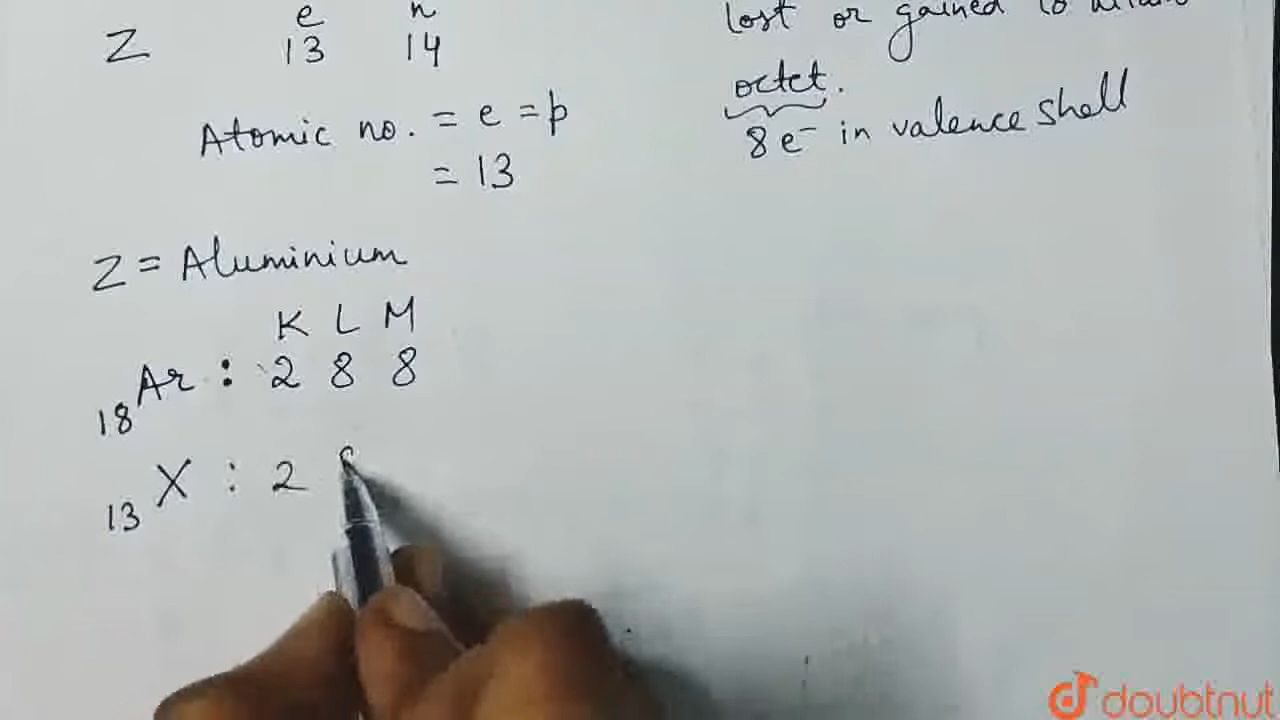 e n
Z 13 14
Atomic no. = e = p
= 13
Z = Aluminium
K L M
18Ar : 2 8 8
13X : 2
lost or gained to
octet.
8e⁻ in valence shell
doubtnut